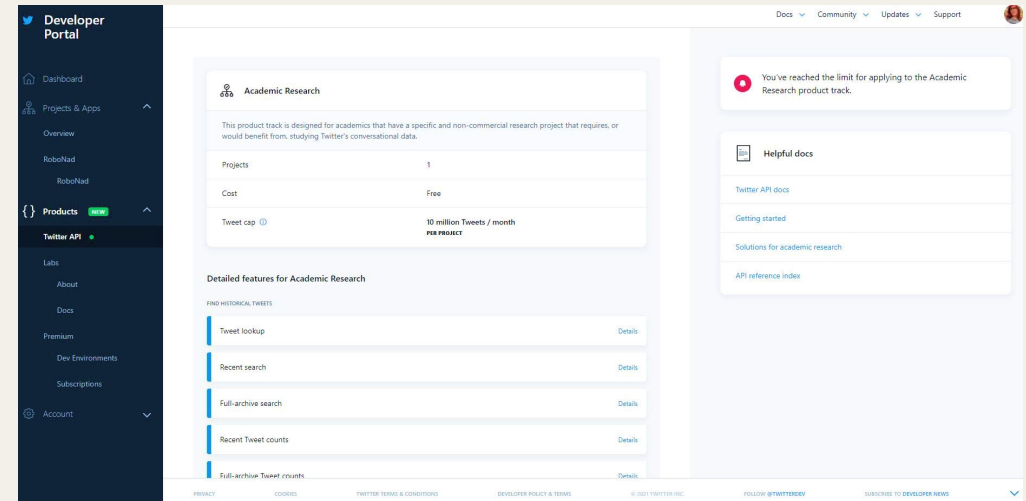 Developer
Portal
Docs
Community
Updates
Support
Dashboard
Projects & Apps
Overview
RoboNad
RoboNad
{ } Products NEW
Twitter API
Labs
About
Docs
Premium
Dev Environments
Subscriptions
Account
Academic Research
This product track is designed for academics that have a specific and non-commercial research project that requires, or
would benefit from, studying Twitter's conversational data.
Projects 1
Cost Free
Tweet cap 10 million Tweets / month
PER PROJECT
Detailed features for Academic Research
FIND HISTORICAL TWEETS
Tweet lookup Details
Recent search Details
Full-archive search Details
Recent Tweet counts Details
Full-archive Tweet counts Details
You've reached the limit for applying to the Academic
Research product track.
Helpful docs
Twitter API docs
Getting started
Solutions for academic research
API reference index
PRIVACY COOKIES TWITTER TERMS & CONDITIONS DEVELOPER POLICY & TERMS © 2021 TWITTER INC. FOLLOW @TWITTERDEV SUBSCRIBE TO DEVELOPER NEWS